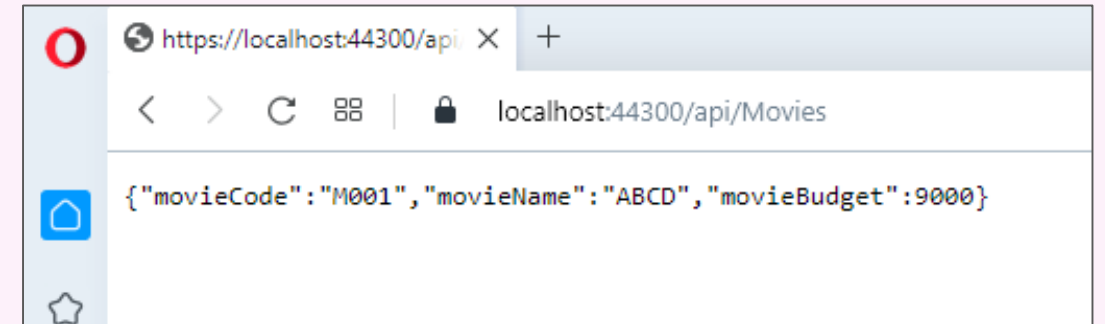 https://localhost:44300/api/
localhost:44300/api/Movies
{"movieCode":"M001","movieName":"ABCD","movieBudget":9000}